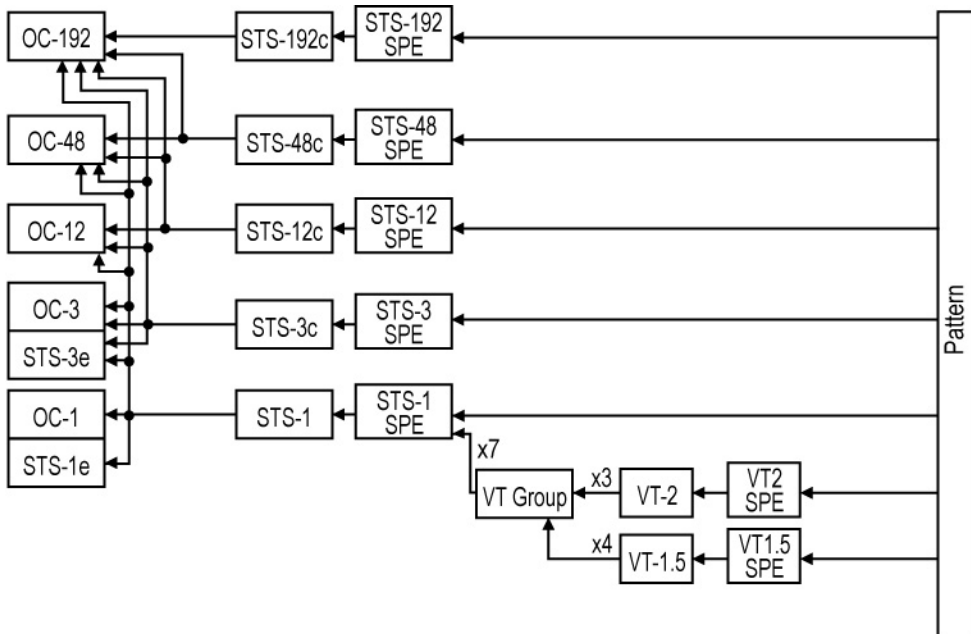 OC-192
STS-192c
STS-192
SPE
OC-48
STS-48c
STS-48
SPE
OC-12
STS-12c
STS-12
SPE
OC-3
STS-3c
STS-3
SPE
STS-3e
Pattern
OC-1
STS-1
STS-1
SPE
STS-1e
x7
VT Group
x3
VT-2
VT2
SPE
x4
VT-1.5
VT1.5
SPE